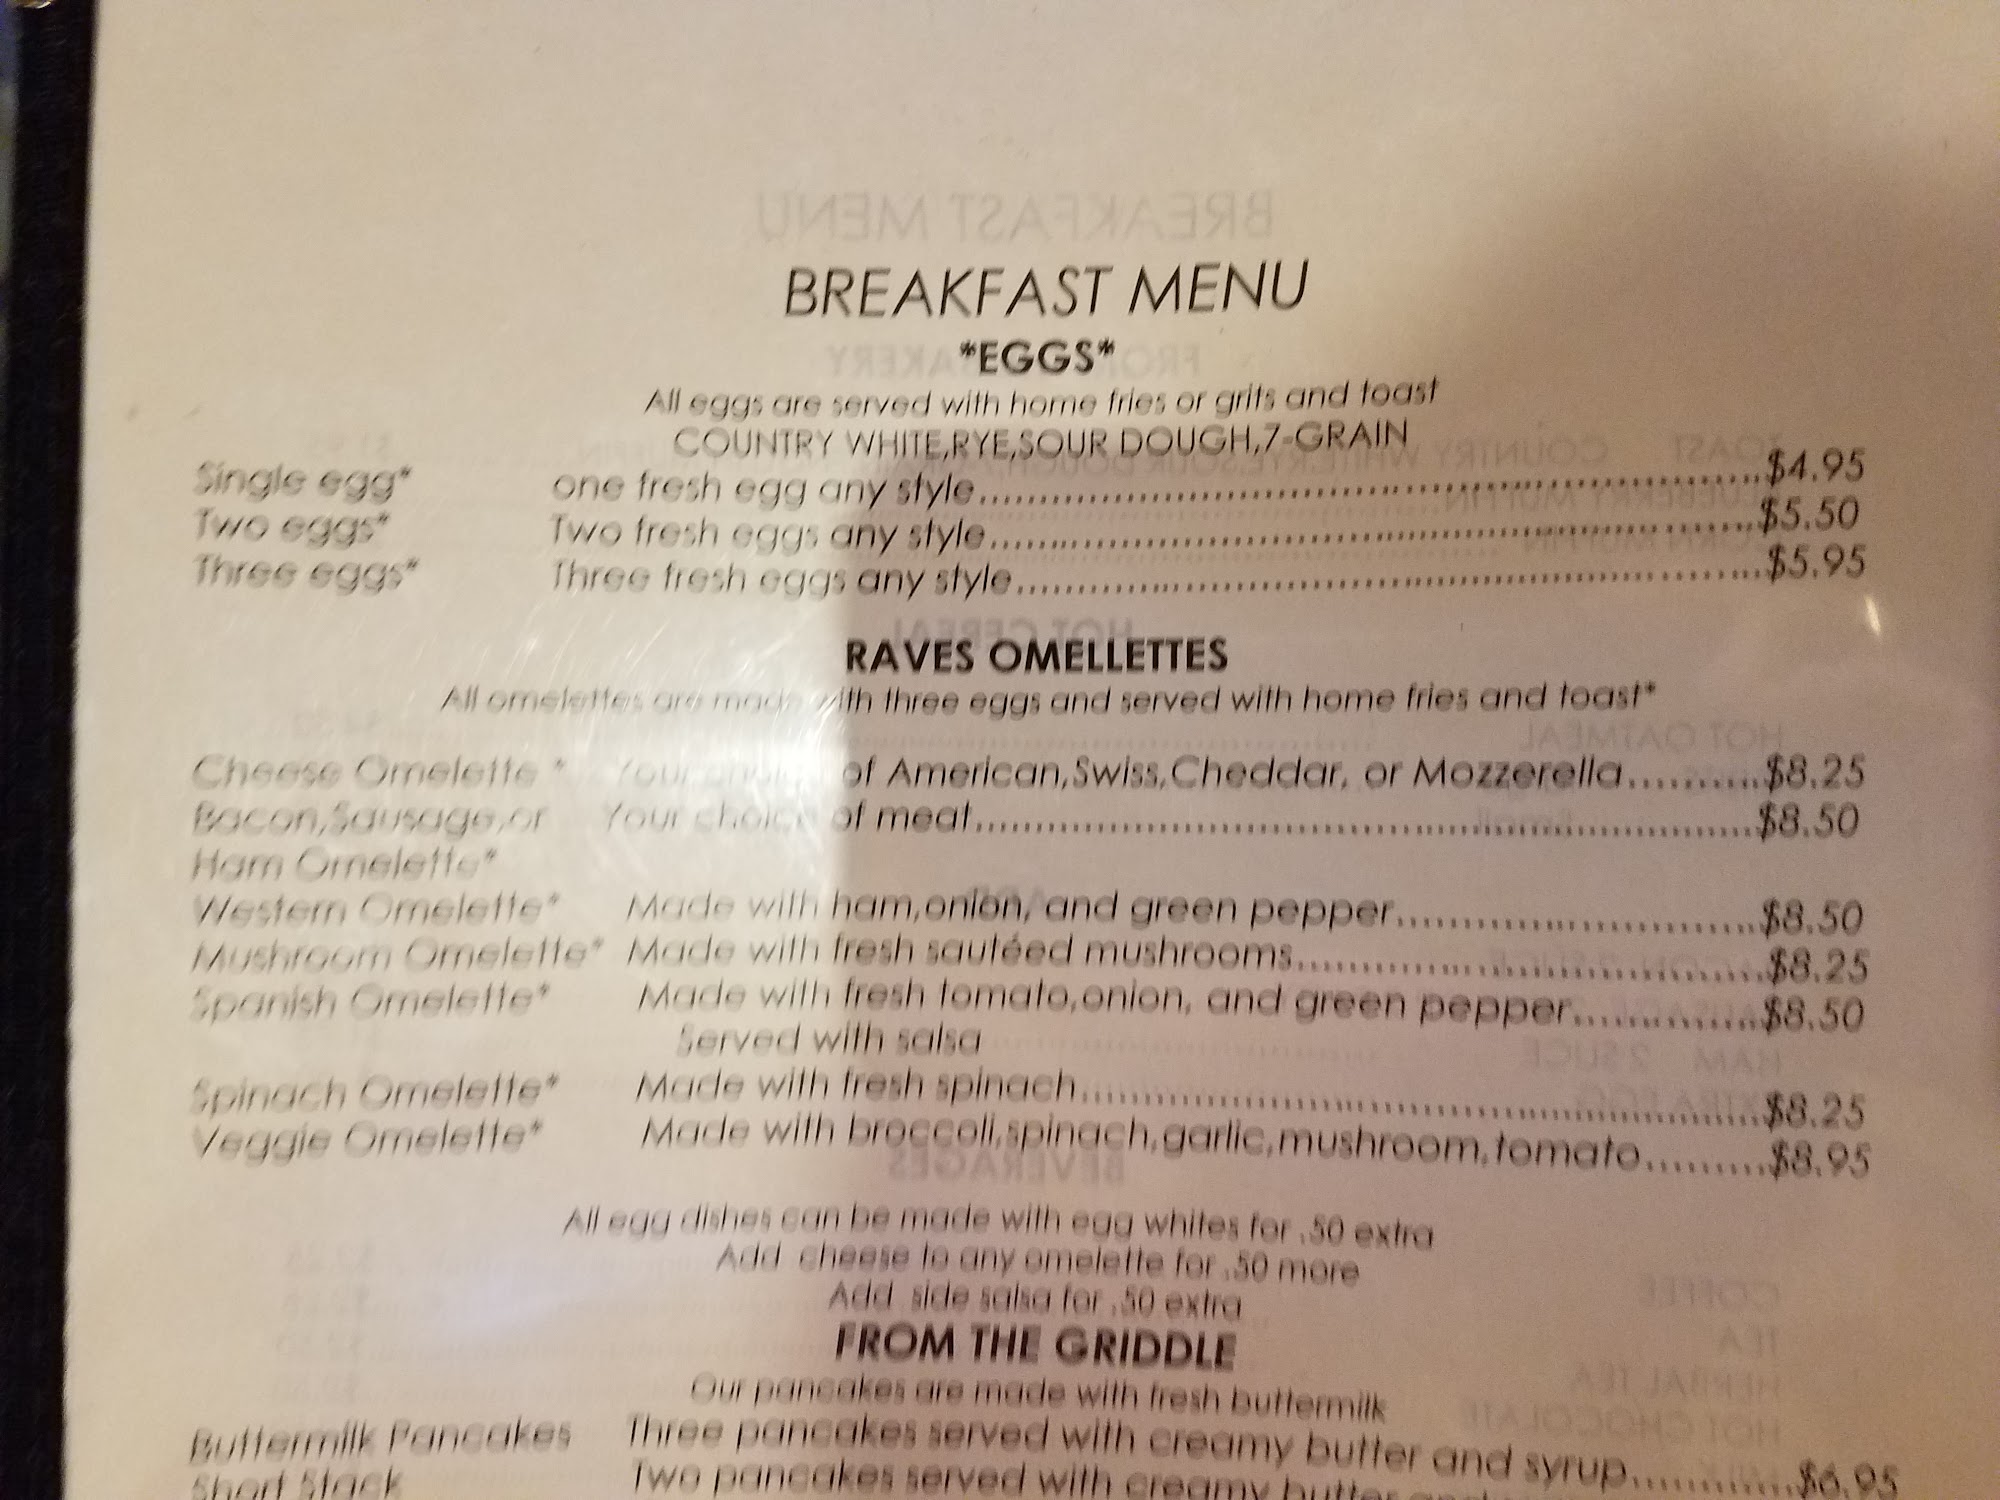 BREAKFAST MENU
*EGGS*
All eggs are served with home fries or grits and toast
COUNTRY WHITE,RYE,SOUR DOUGH,7-GRAIN
Single egg* one fresh egg any style.......................................................................$4.95
Two eggs* Two fresh eggs any style.......................................................................$5.50
Three eggs* Three fresh eggs any style.......................................................................$5.95
RAVES OMELLETTES
All omelettes are made with three eggs and served with home fries and toast*
Cheese Omelette * Your choice of American,Swiss,Cheddar, or Mozzerella...........$8.25
Bacon,Sausage,or Your choice of meat.......................................................................$8.50
Ham Omelette*
Western Omelette* Made with ham,onion, and green pepper...............................$8.50
Mushroom Omelette* Made with fresh sautéed mushrooms.......................................$8.25
Spanish Omelette* Made with fresh tomato,onion, and green pepper................$8.50
Served with salsa
Spinach Omelette* Made with fresh spinach.........................................................$8.25
Veggie Omelette* Made with broccoli,spinach,garlic,mushroom,tomato..........$8.95
All egg dishes can be made with egg whites for .50 extra
Add cheese to any omelette for .50 more
Add side salsa for .50 extra
FROM THE GRIDDLE
Our pancakes are made with fresh buttermilk
Buttermilk Pancakes Three pancakes served with creamy butter and syrup............$6.95
Short Stack Two pancakes served with creamy butter